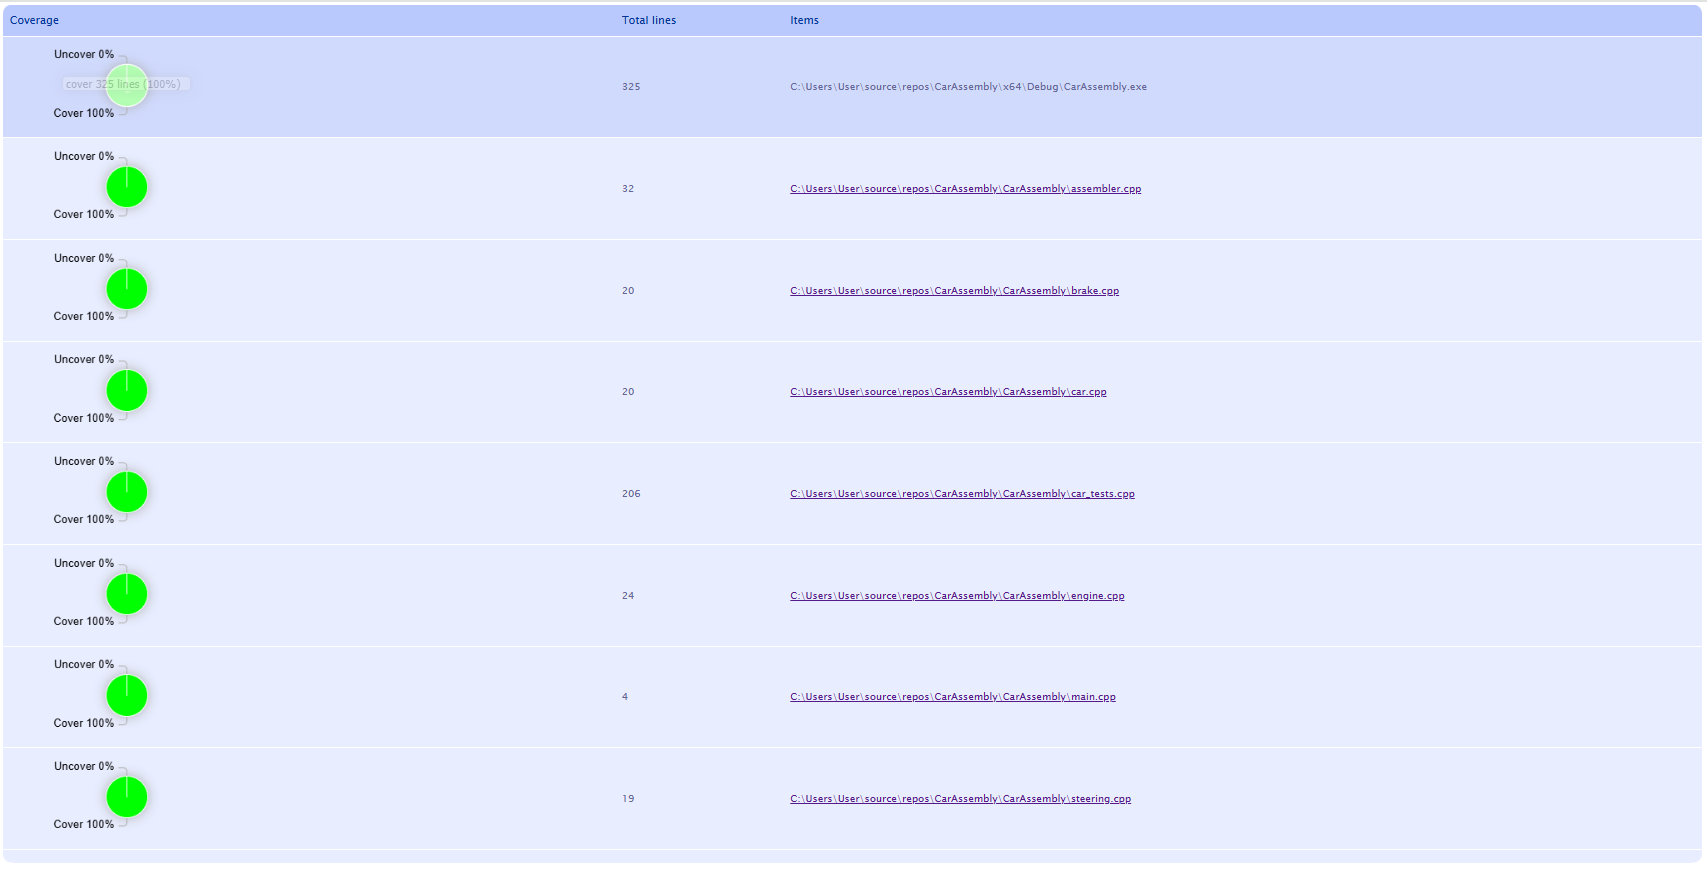 Coverage Total lines Items
Uncover 0%
cover 325 lines (100%)
325 C:\Users\User\source\repos\CarAssembly\x64\Debug\CarAssembly.exe
Cover 100%
Uncover 0%
32 C:\Users\User\source\repos\CarAssembly\CarAssembly\assembler.cpp
Cover 100%
Uncover 0%
20 C:\Users\User\source\repos\CarAssembly\CarAssembly\brake.cpp
Cover 100%
Uncover 0%
20 C:\Users\User\source\repos\CarAssembly\CarAssembly\car.cpp
Cover 100%
Uncover 0%
206 C:\Users\User\source\repos\CarAssembly\CarAssembly\car_tests.cpp
Cover 100%
Uncover 0%
24 C:\Users\User\source\repos\CarAssembly\CarAssembly\engine.cpp
Cover 100%
Uncover 0%
4 C:\Users\User\source\repos\CarAssembly\CarAssembly\main.cpp
Cover 100%
Uncover 0%
19 C:\Users\User\source\repos\CarAssembly\CarAssembly\steering.cpp
Cover 100%